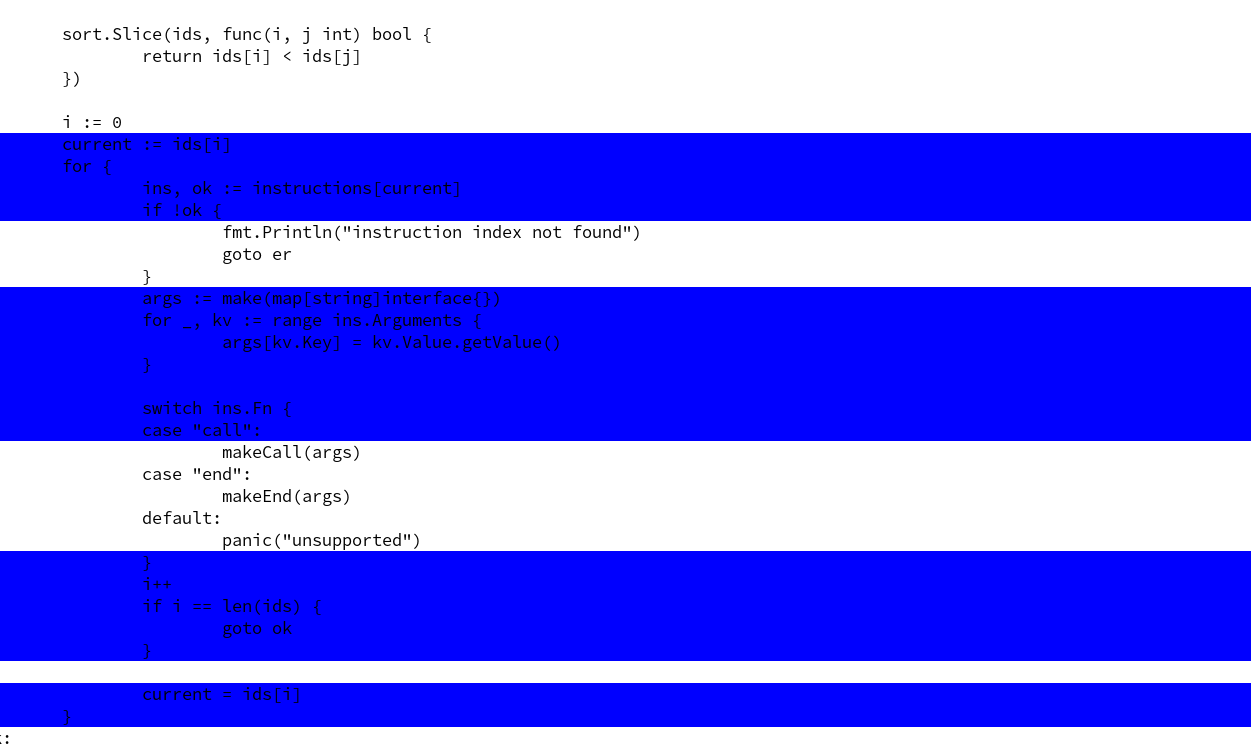 sort.Slice(ids, func(i, j int) bool {
return ids[i] < ids[j]
})
i := 0
current := ids[i]
for {
ins, ok := instructions[current]
if !ok {
fmt.Println("instruction index not found")
goto er
}
args := make(map[string]interface{})
for _, kv := range ins.Arguments {
args[kv.Key] = kv.Value.getValue()
}
switch ins.Fn {
case "call":
makeCall(args)
case "end":
makeEnd(args)
default:
panic("unsupported")
}
i++
if i == len(ids) {
goto ok
}
current = ids[i]
}